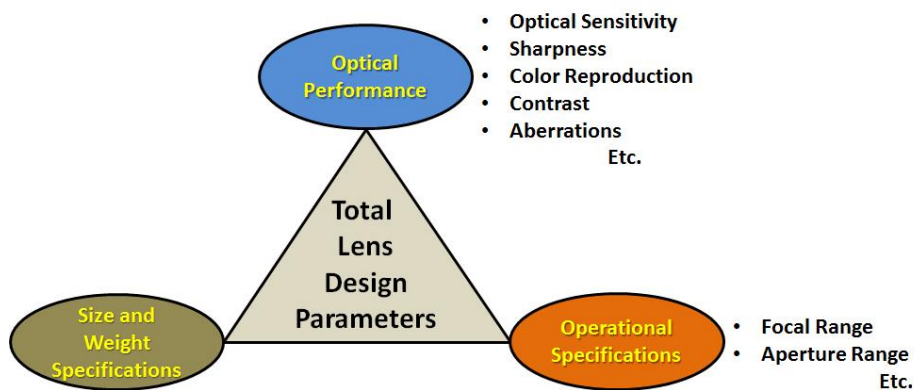 Optical
Performance
• Optical Sensitivity
• Sharpness
• Color Reproduction
• Contrast
• Aberrations
Etc.
Total
Lens
Design
Parameters
Size and
Weight
Specifications
Operational
Specifications
• Focal Range
• Aperture Range
Etc.